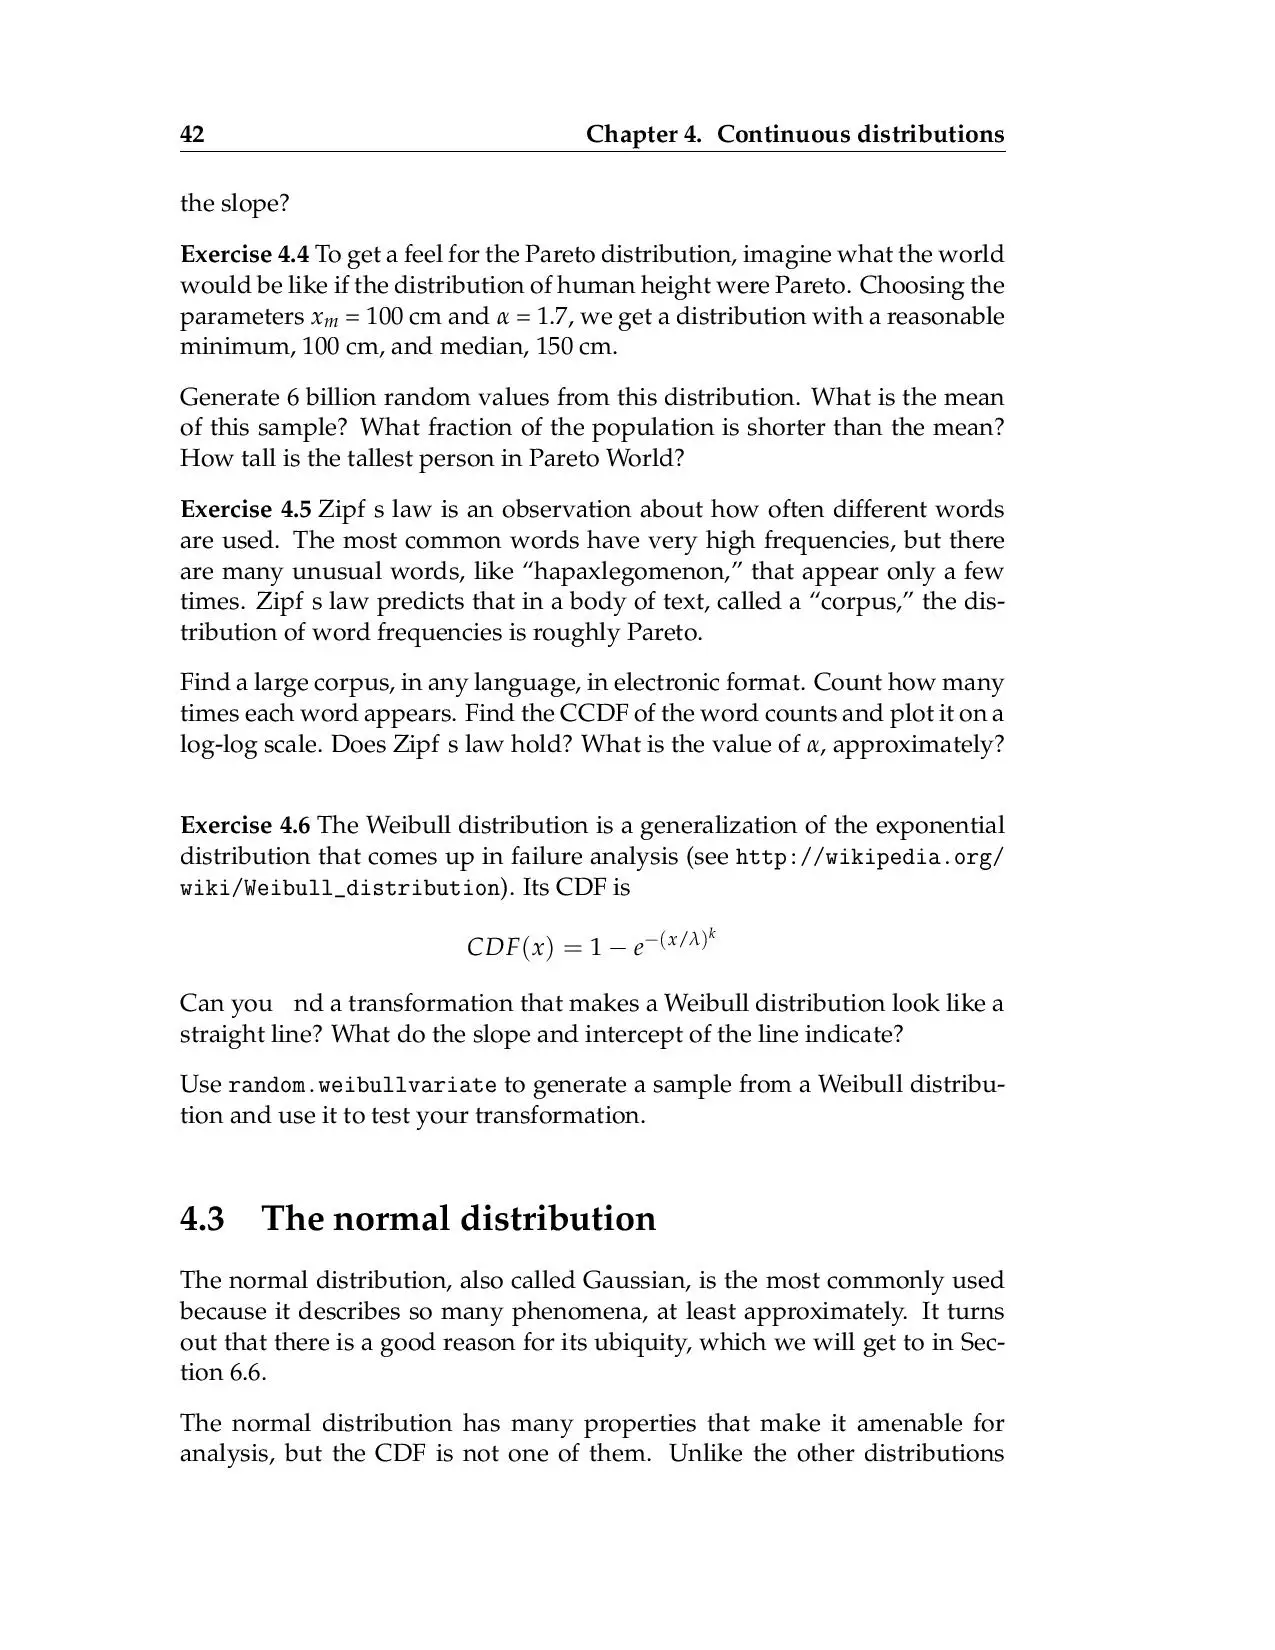 42 Chapter 4. Continuous distributions
the slope?
Exercise 4.4 To get a feel for the Pareto distribution, imagine what the world
would be like if the distribution of human height were Pareto. Choosing the
parameters xₘ = 100 cm and α = 1.7, we get a distribution with a reasonable
minimum, 100 cm, and median, 150 cm.
Generate 6 billion random values from this distribution. What is the mean
of this sample? What fraction of the population is shorter than the mean?
How tall is the tallest person in Pareto World?
Exercise 4.5 Zipf s law is an observation about how often different words
are used. The most common words have very high frequencies, but there
are many unusual words, like “hapaxlegomenon,” that appear only a few
times. Zipf s law predicts that in a body of text, called a “corpus,” the dis-
tribution of word frequencies is roughly Pareto.
Find a large corpus, in any language, in electronic format. Count how many
times each word appears. Find the CCDF of the word counts and plot it on a
log-log scale. Does Zipf s law hold? What is the value of α, approximately?
Exercise 4.6 The Weibull distribution is a generalization of the exponential
distribution that comes up in failure analysis (see http://wikipedia.org/
wiki/Weibull_distribution). Its CDF is
CDF(x) = 1 − e^{−(x/λ)^k}
Can you nd a transformation that makes a Weibull distribution look like a
straight line? What do the slope and intercept of the line indicate?
Use random.weibullvariate to generate a sample from a Weibull distribu-
tion and use it to test your transformation.
4.3 The normal distribution
The normal distribution, also called Gaussian, is the most commonly used
because it describes so many phenomena, at least approximately. It turns
out that there is a good reason for its ubiquity, which we will get to in Sec-
tion 6.6.
The normal distribution has many properties that make it amenable for
analysis, but the CDF is not one of them. Unlike the other distributions